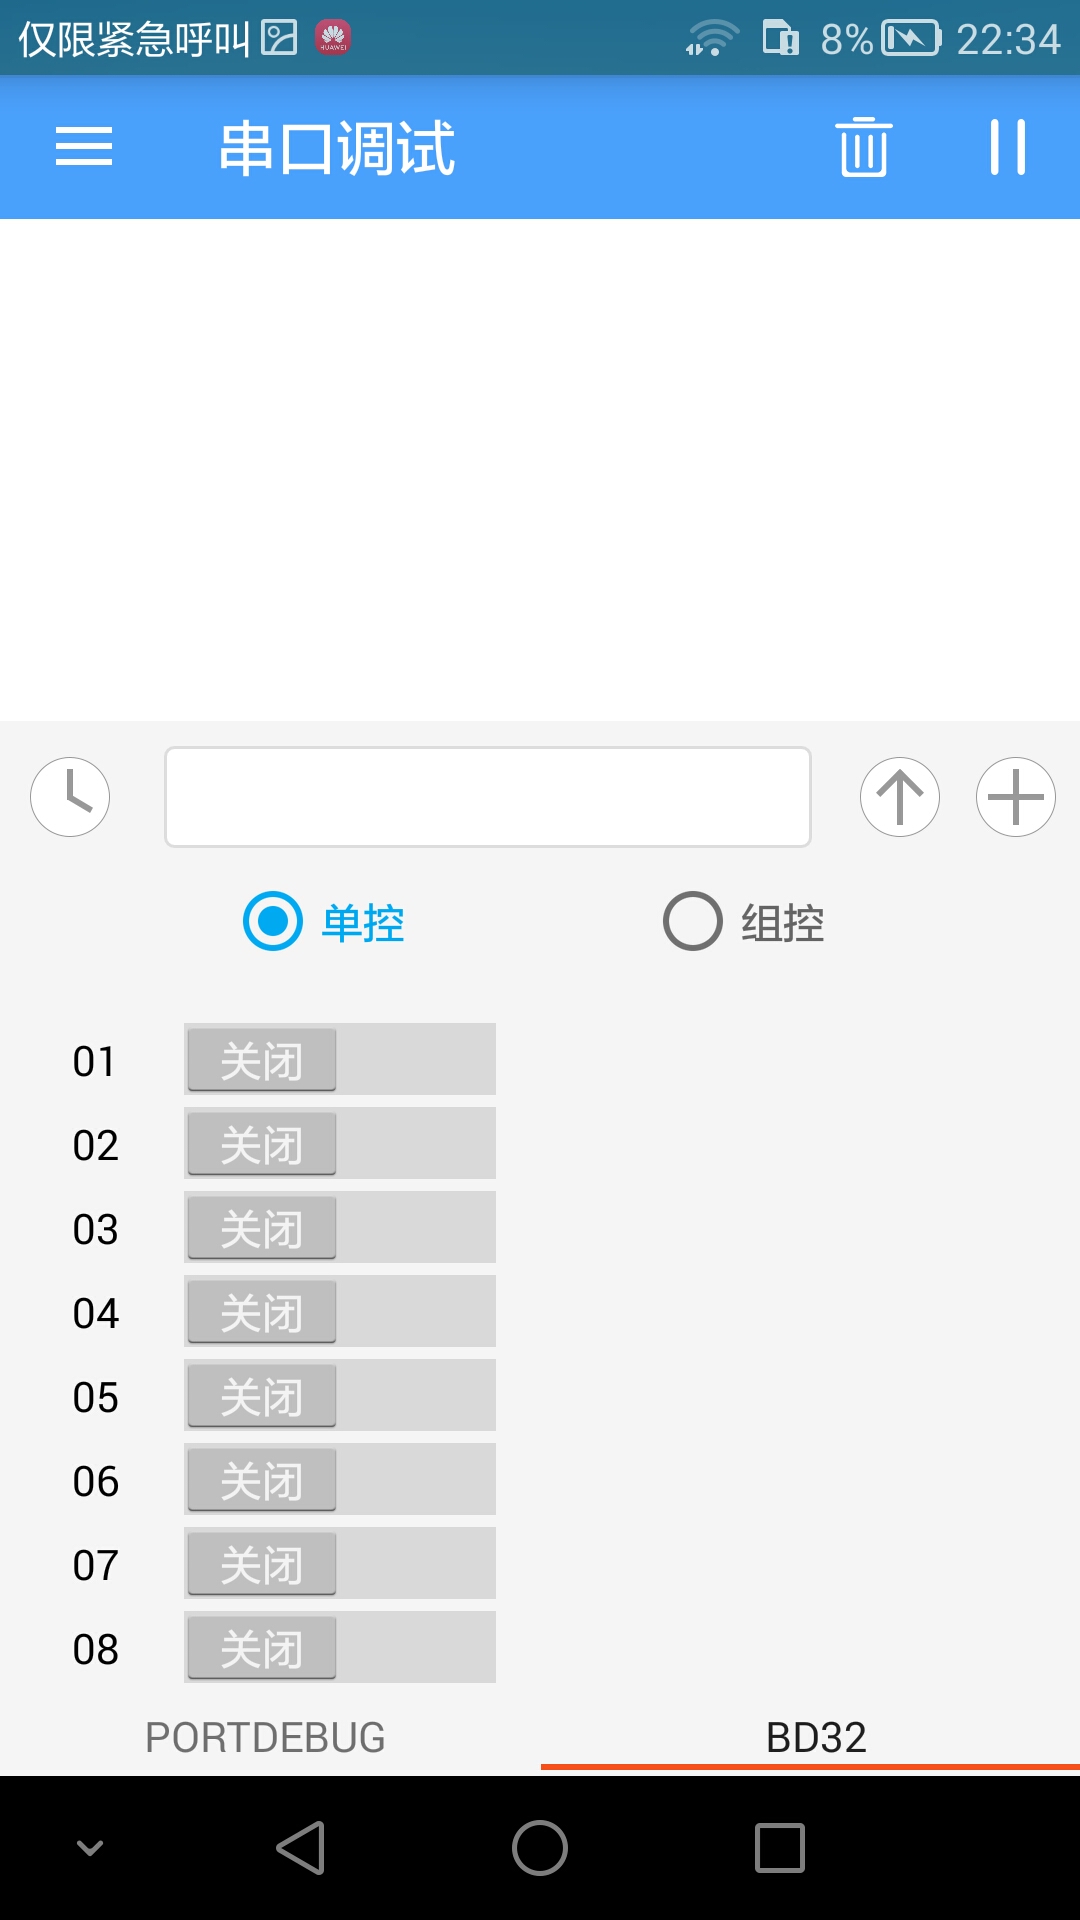 仅限紧急呼叫 HUAWEI 8% 22:34
串口调试
单控 组控
01 关闭
02 关闭
03 关闭
04 关闭
05 关闭
06 关闭
07 关闭
08 关闭
PORTDEBUG BD32